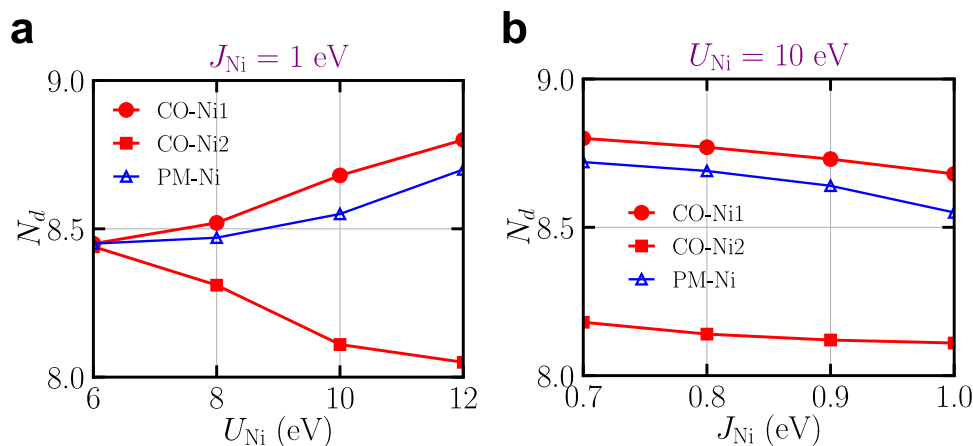 a
J_Ni = 1 eV
9.0
8.5
8.0
N_d
CO-Ni1
CO-Ni2
PM-Ni
6 8 10 12
U_Ni (eV)
b
U_Ni = 10 eV
9.0
8.5
8.0
N_d
CO-Ni1
CO-Ni2
PM-Ni
0.7 0.8 0.9 1.0
J_Ni (eV)